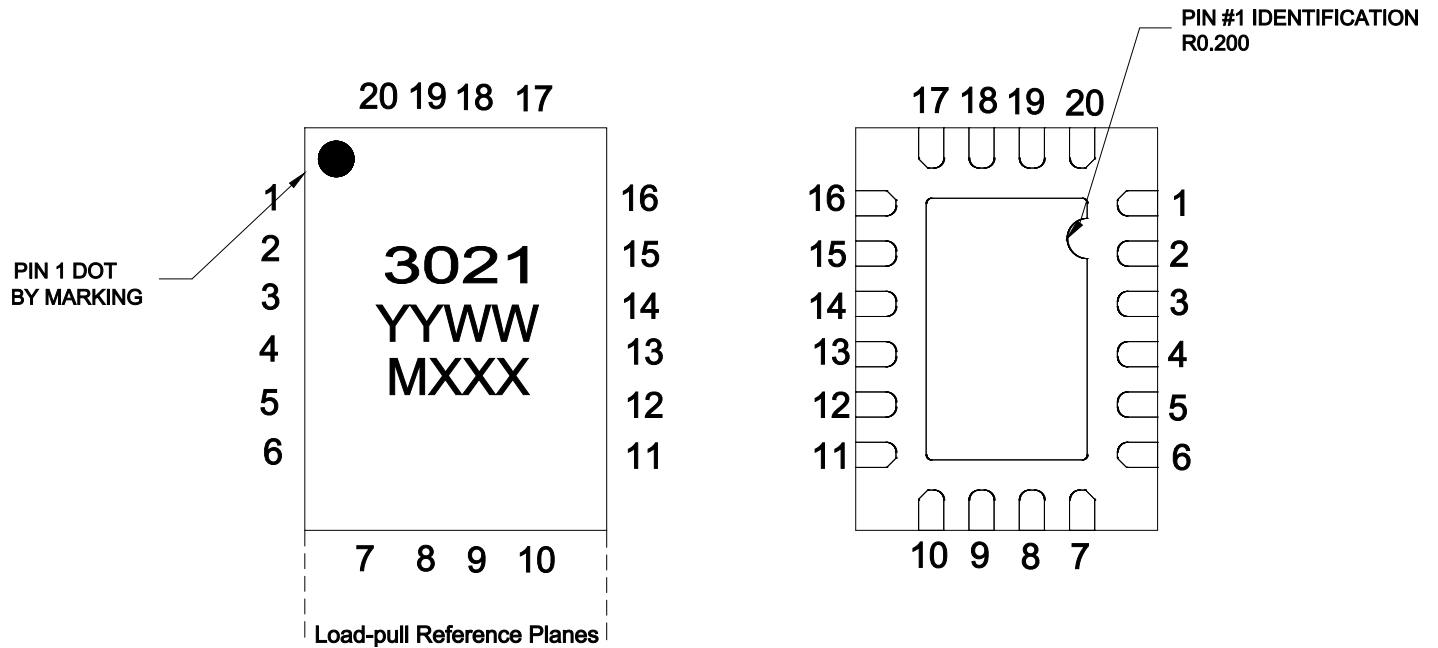 PIN #1 IDENTIFICATION
R0.200
20 19 18 17
17 18 19 20
1
2
3
4
5
6
16
15
14
13
12
11
PIN 1 DOT
BY MARKING
3021
YYWW
MXXX
16
15
14
13
12
11
1
2
3
4
5
6
7 8 9 10
10 9 8 7
Load-pull Reference Planes